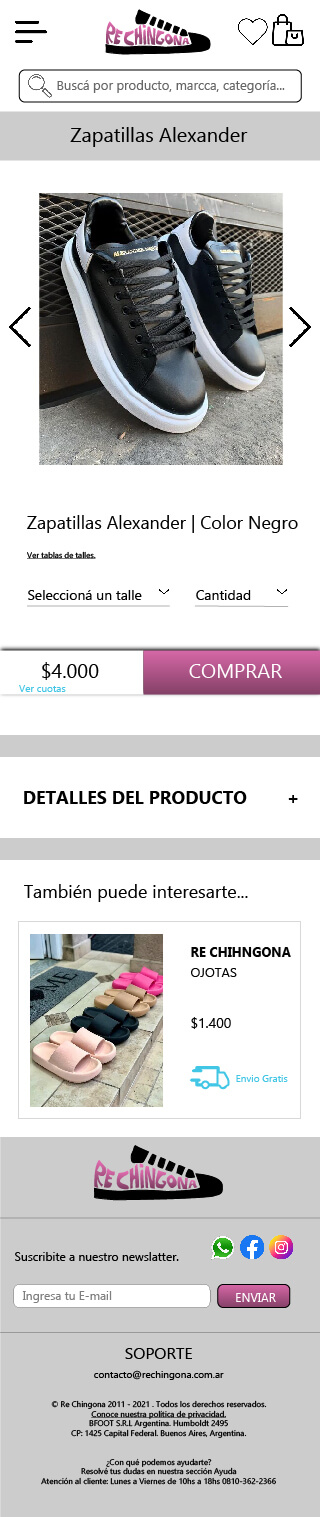 RE CHINGONA
Buscá por producto, marcca, categoría...
Zapatillas Alexander
Zapatillas Alexander | Color Negro
Ver tablas de talles.
Seleccioná un talle
Cantidad
$4.000
COMPRAR
Ver cuotas
DETALLES DEL PRODUCTO +
También puede interesarte...
RE CHIHNGONA
OJOTAS
$1.400
Envio Gratis
RE CHINGONA
Suscribite a nuestro newslatter.
Ingresa tu E-mail
ENVIAR
SOPORTE
contacto@rechingona.com.ar
© Re Chingona 2011 - 2021 . Todos los derechos reservados.
Conoce nuestra política de privacidad.
BFOOT S.R.L Argentina. Humboldt 2495
CP: 1425 Capital Federal. Buenos Aires, Argentina.
¿Con qué podemos ayudarte?
Resolvé tus dudas en nuestra sección Ayuda
Atención al cliente: Lunes a Viernes de 10hs a 18hs 0810-362-2366